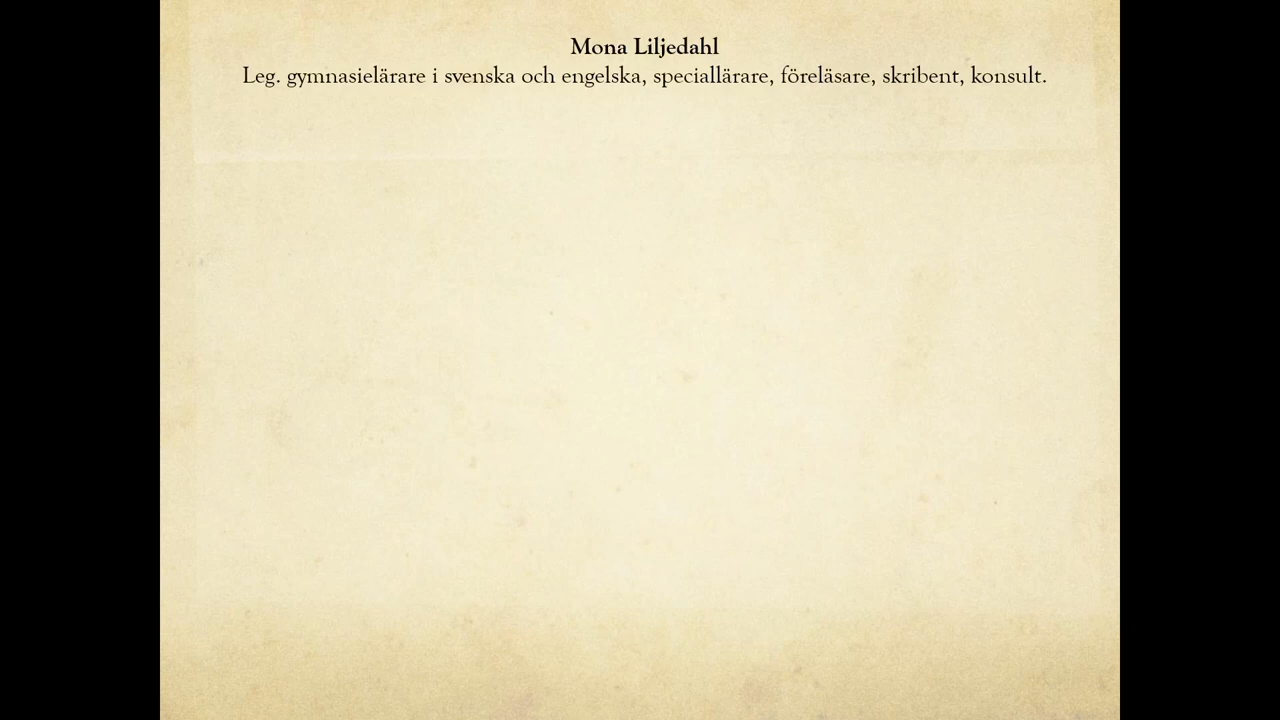 Mona Liljedahl
Leg. gymnasielärare i svenska och engelska, speciallärare, föreläsare, skribent, konsult.